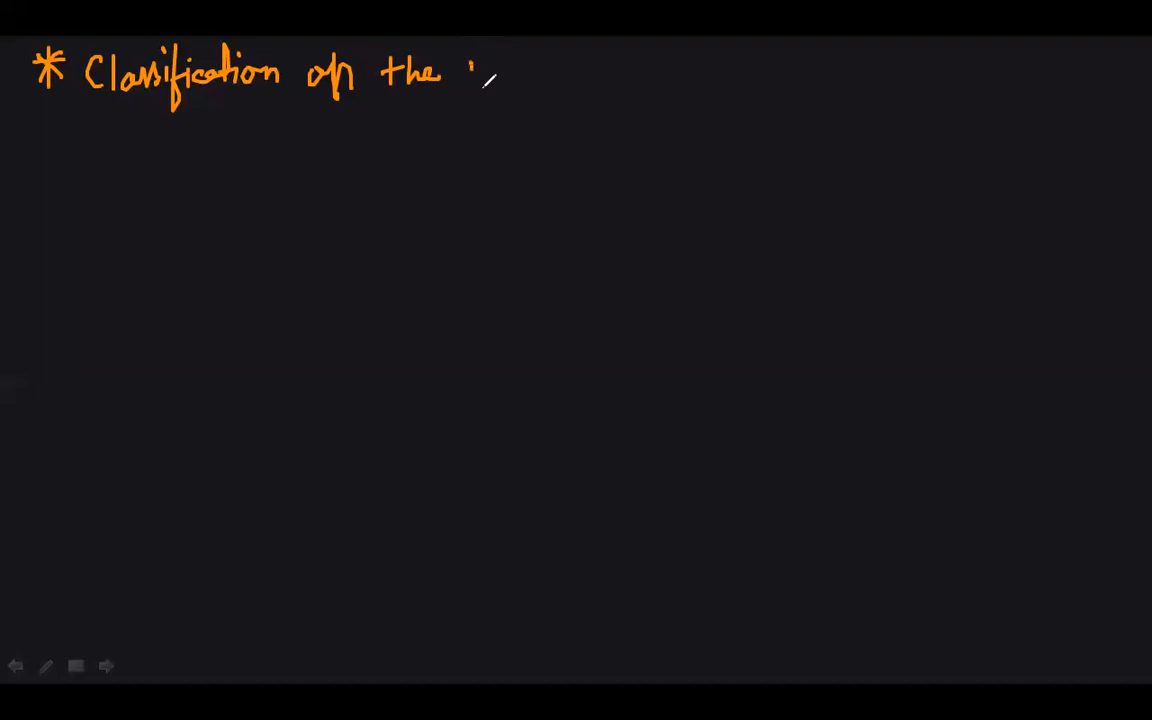 * Classification of the